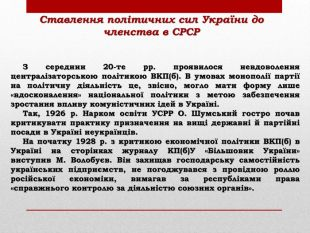 Ставлення політичних сил України до
членства в СРСР
З середини 20-те рр. проявилося невдоволення
централізаторською політикою ВКП(б). В умовах монополії партії
на політичну діяльність це, звісно, могло мати форму лише
«вдосконалення» національної політики з метою забезпечення
зростання впливу комуністичних ідей в Україні.
Так, 1926 р. Нарком освіти УСРР О. Шумський гостро почав
критикувати практику призначення на вищі державні й партійні
посади в Україні неукраїнців.
На початку 1928 р. з критикою економічної політики ВКП(б) в
Україні на сторінках журналу КП(б)У «Більшовик України»
виступив М. Волобуєв. Він захищав господарську самостійність
українських підприємств, не погоджувався з провідною роллю
російської економіки, вимагав за республіками права
«справжнього контролю за діяльністю союзних органів».